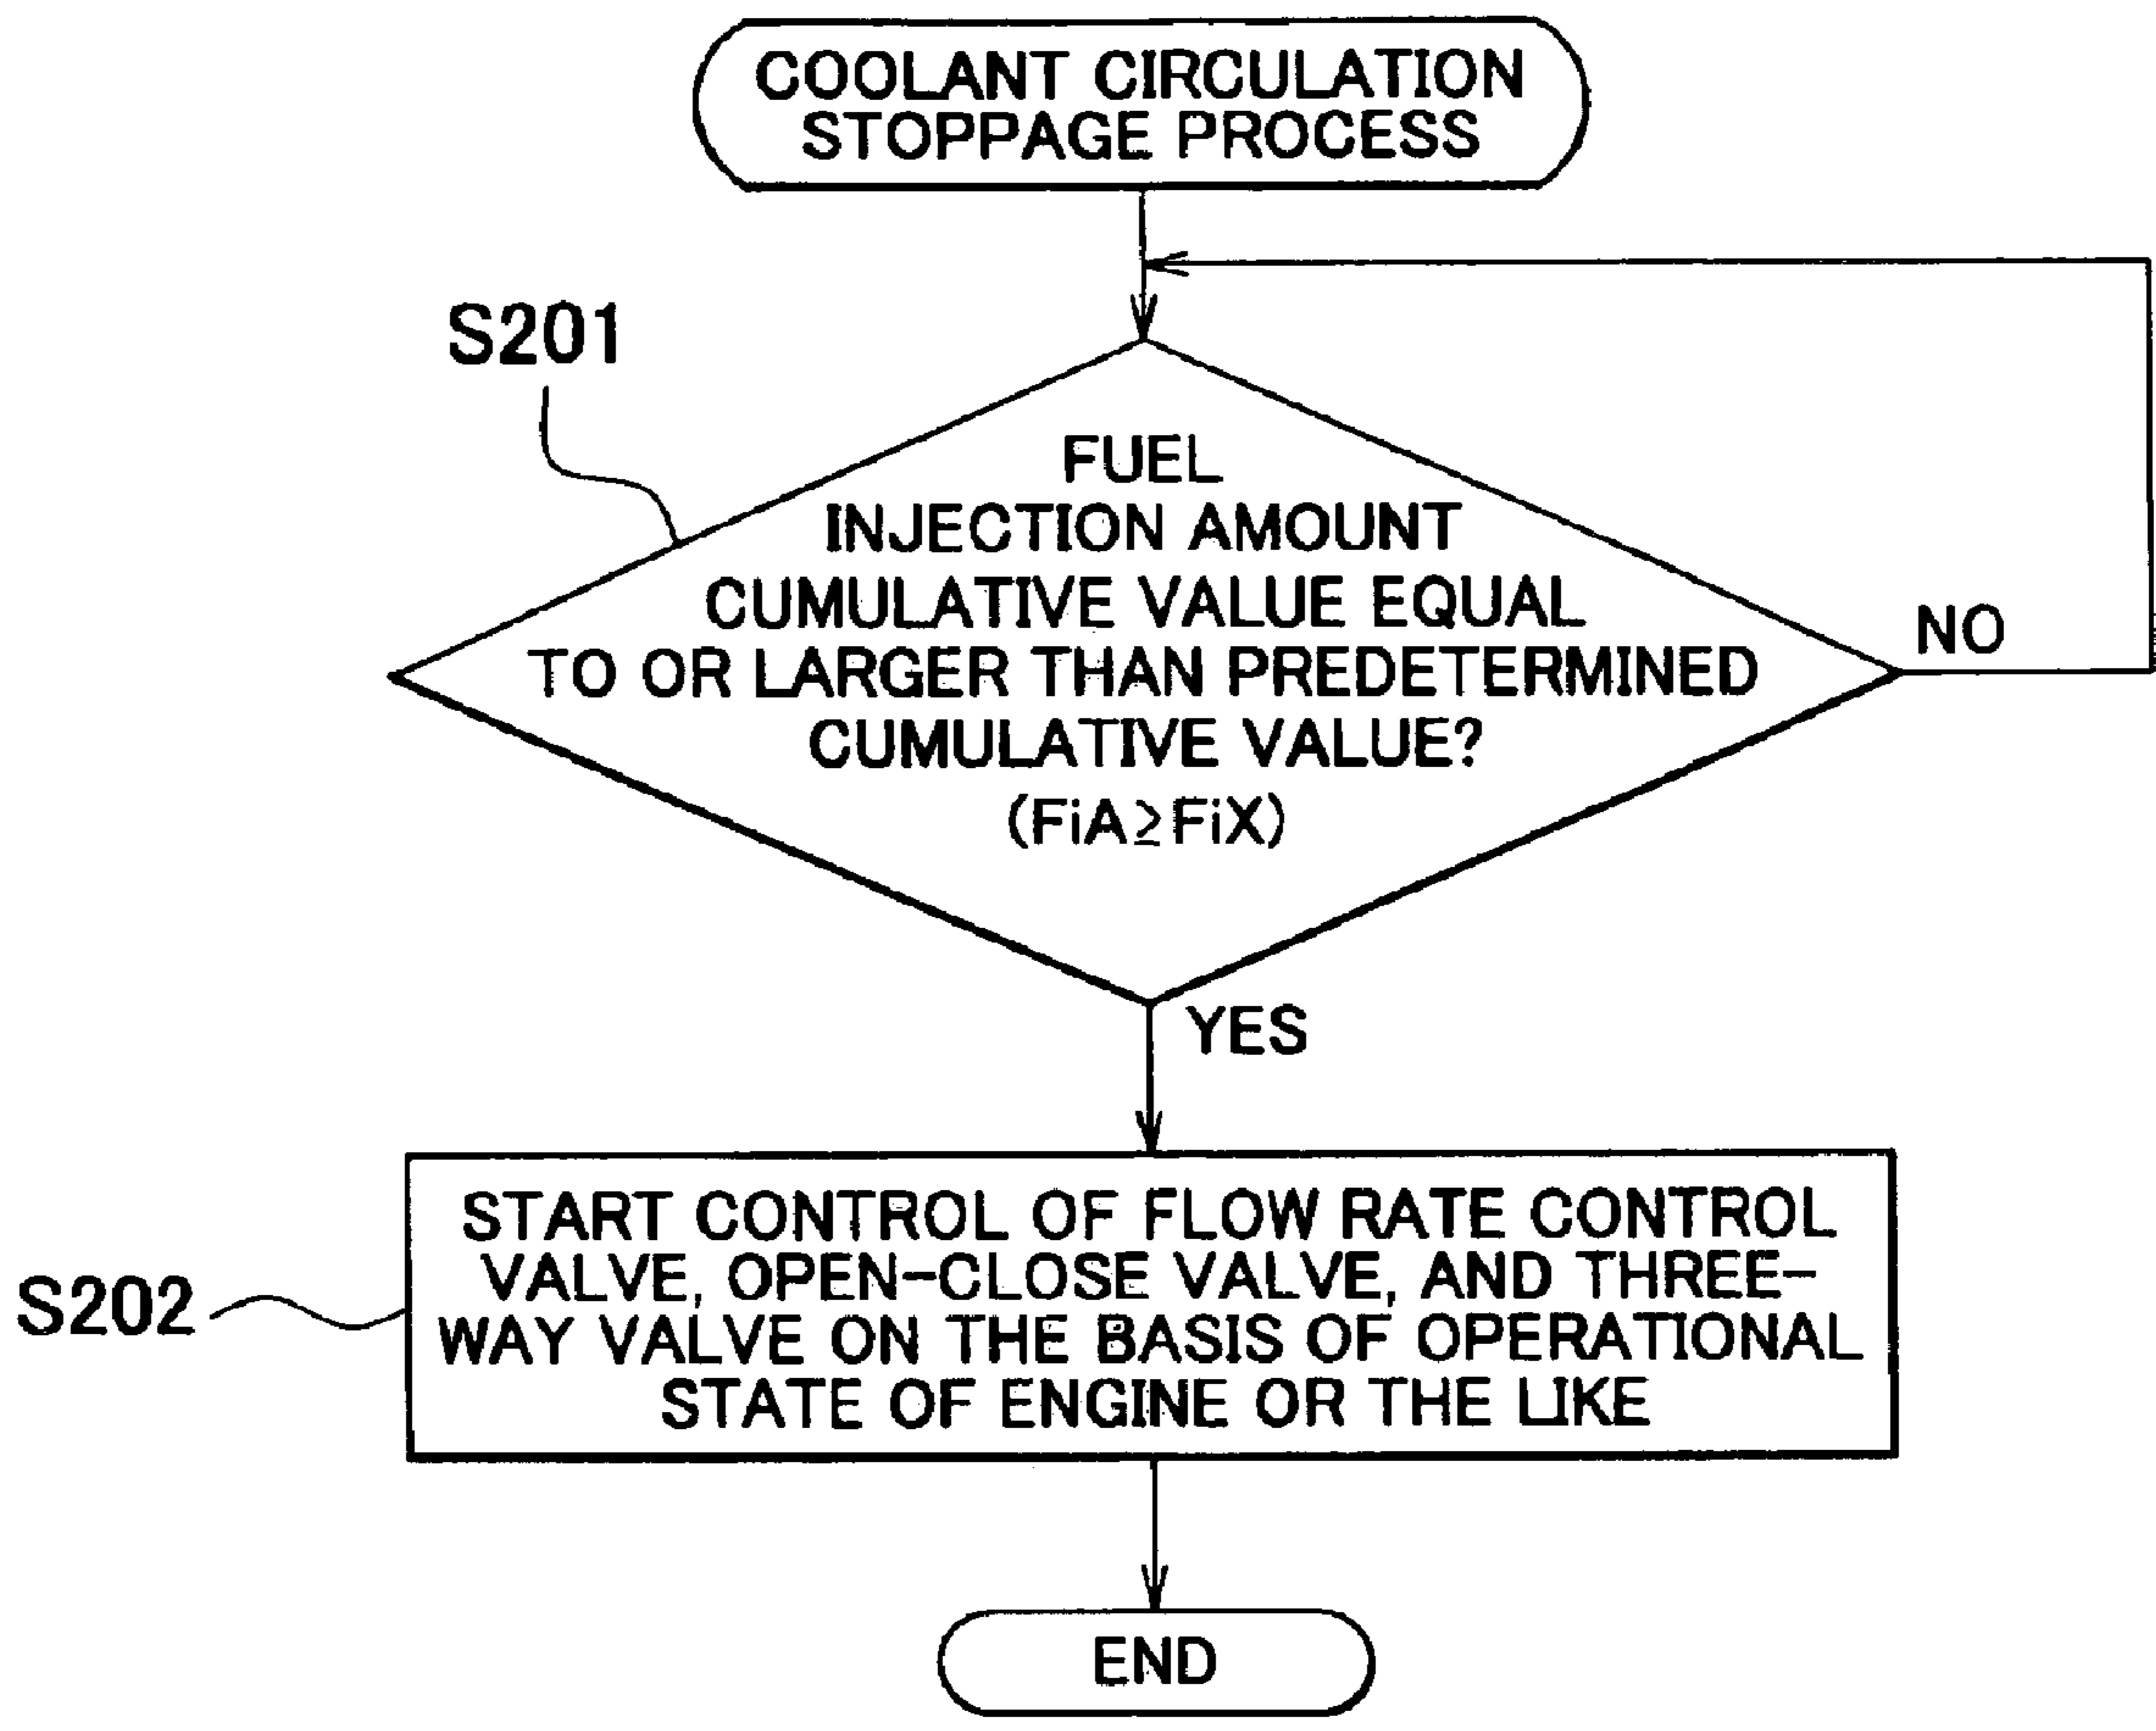 COOLANT CIRCULATION
STOPPAGE PROCESS
S201
FUEL
INJECTION AMOUNT
CUMULATIVE VALUE EQUAL
TO OR LARGER THAN PREDETERMINED
CUMULATIVE VALUE?
(FiA≥FiX)
NO
YES
START CONTROL OF FLOW RATE CONTROL
VALVE, OPEN-CLOSE VALVE, AND THREE-
WAY VALVE ON THE BASIS OF OPERATIONAL
STATE OF ENGINE OR THE LIKE
S202
END